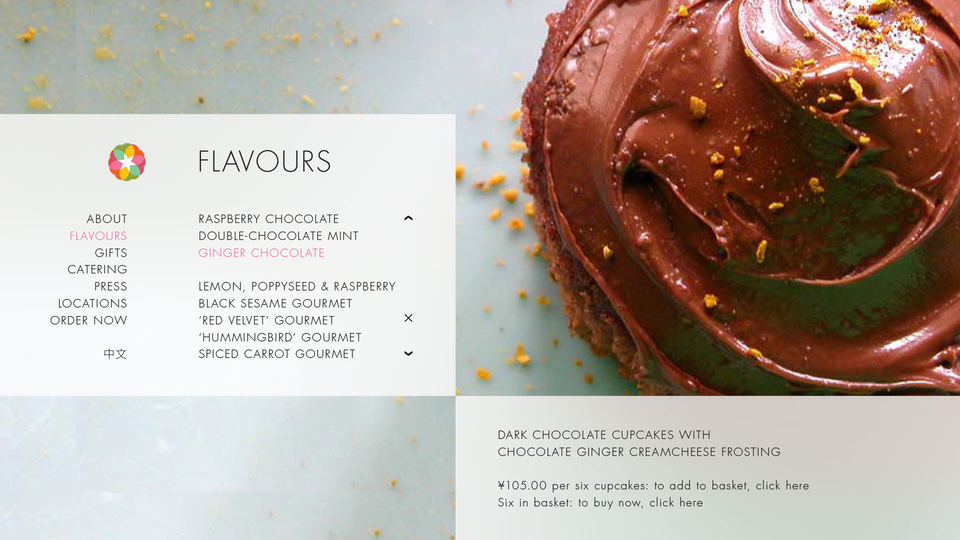 FLAVOURS
ABOUT
FLAVOURS
GIFTS
CATERING
PRESS
LOCATIONS
ORDER NOW
中文
RASPBERRY CHOCOLATE
DOUBLE-CHOCOLATE MINT
GINGER CHOCOLATE
LEMON, POPPYSEED & RASPBERRY
BLACK SESAME GOURMET
‘RED VELVET’ GOURMET
‘HUMMINGBIRD’ GOURMET
SPICED CARROT GOURMET
DARK CHOCOLATE CUPCAKES WITH
CHOCOLATE GINGER CREAMCHEESE FROSTING
¥105.00 per six cupcakes: to add to basket, click here
Six in basket: to buy now, click here